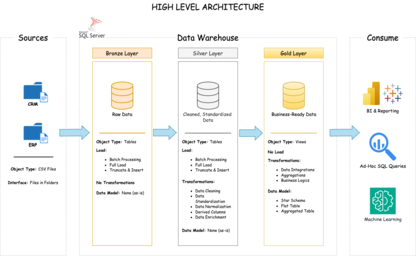 HIGH LEVEL ARCHITECTURE
Sources
SQL Server
Data Warehouse
Consume
CRM
ERP
Object Type: CSV Files
Interface: Files in Folders
Bronze Layer
Raw Data
Object Type: Tables
Load:
Batch Processing
Full Load
Truncate & Insert
No Transformations
Data Model: None (as-is)
Silver Layer
Cleaned, Standardized
Data
Object Type: Tables
Load:
Batch Processing
Full Load
Truncate & Insert
Transformations:
Data Cleaning
Data
Standardization
Data Normalization
Derived Columns
Data Enrichment
Data Model: None (as-is)
Gold Layer
Business-Ready Data
Object Type: Views
No Load
Transformations:
Data Integrations
Aggregations
Business Logics
Data Model:
Star Schema
Flat Table
Aggregated Table
BI & Reporting
SQL
Ad-Hoc SQL Queries
Machine Learning